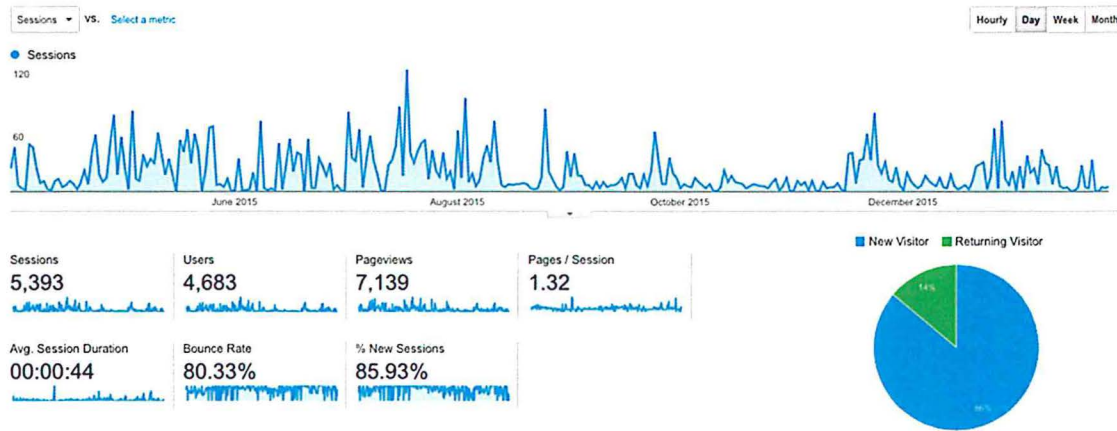 Sessions VS. Select a metric
Hourly Day Week Month
Sessions
120
60
June 2015 August 2015 October 2015 December 2015
New Visitor Returning Visitor
Sessions Users Pageviews Pages / Session
5,393 4,683 7,139 1.32
14%
Avg. Session Duration Bounce Rate % New Sessions
00:00:44 80.33% 85.93%
86%